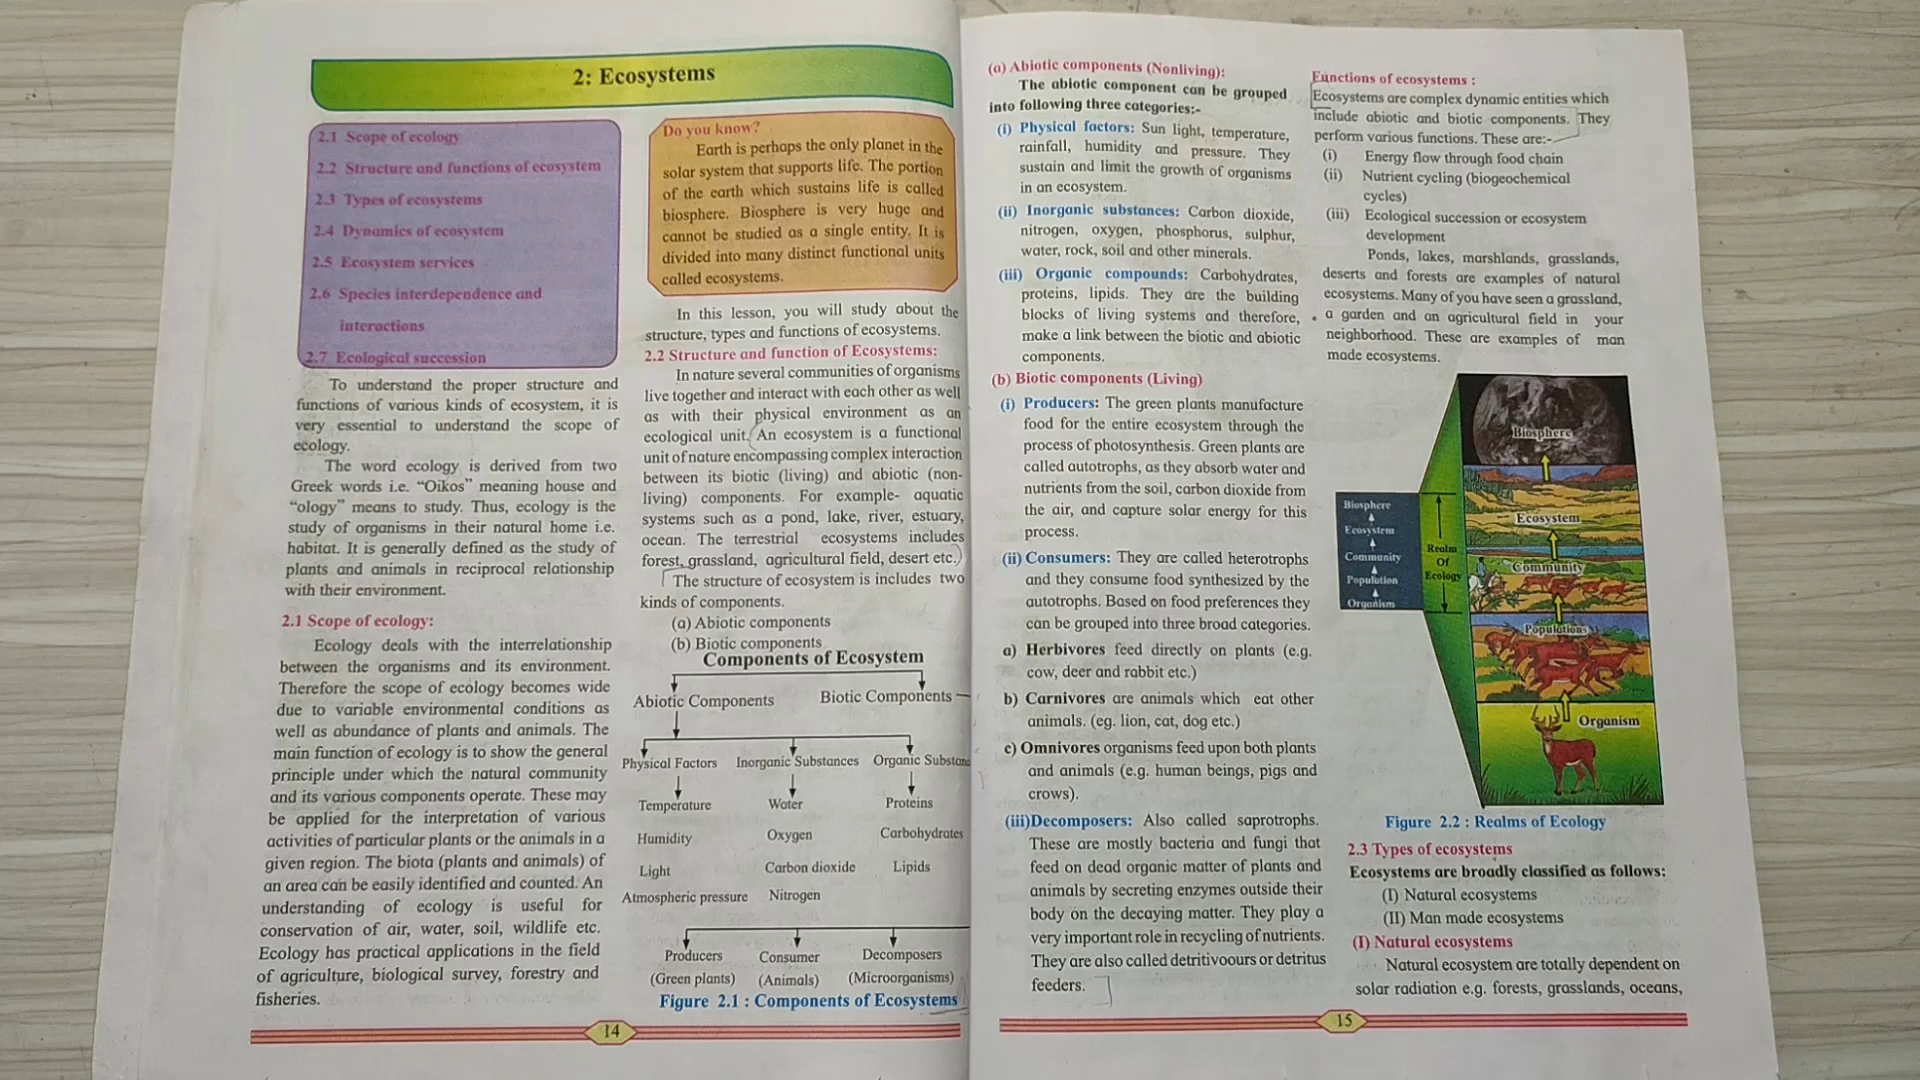 2: Ecosystems
2.1 Scope of ecology
2.2 Structure and functions of ecosystem
2.3 Types of ecosystems
2.4 Dynamics of ecosystem
2.5 Ecosystem services
2.6 Species interdependence and
interactions
2.7 Ecological succession
To understand the proper structure and
functions of various kinds of ecosystem, it is
very essential to understand the scope of
ecology.
The word ecology is derived from two
Greek words i.e. “Oikos” meaning house and
“ology” means to study. Thus, ecology is the
study of organisms in their natural home i.e.
habitat. It is generally defined as the study of
plants and animals in reciprocal relationship
with their environment.
2.1 Scope of ecology:
Ecology deals with the interrelationship
between the organisms and its environment.
Therefore the scope of ecology becomes wide
due to variable environmental conditions as
well as abundance of plants and animals. The
main function of ecology is to show the general
principle under which the natural community
and its various components operate. These may
be applied for the interpretation of various
activities of particular plants or the animals in a
given region. The biota (plants and animals) of
an area can be easily identified and counted. An
understanding of ecology is useful for
conservation of air, water, soil, wildlife etc.
Ecology has practical applications in the field
of agriculture, biological survey, forestry and
fisheries.
Do you know?
Earth is perhaps the only planet in the
solar system that supports life. The portion
of the earth which sustains life is called
biosphere. Biosphere is very huge and
cannot be studied as a single entity. It is
divided into many distinct functional units
called ecosystems.
In this lesson, you will study about the
structure, types and functions of ecosystems.
2.2 Structure and function of Ecosystems:
In nature several communities of organisms
live together and interact with each other as well
as with their physical environment as an
ecological unit. An ecosystem is a functional
unit of nature encompassing complex interaction
between its biotic (living) and abiotic (non-
living) components. For example- aquatic
systems such as a pond, lake, river, estuary,
ocean. The terrestrial ecosystems includes
forest, grassland, agricultural field, desert etc.
The structure of ecosystem is includes two
kinds of components.
(a) Abiotic components
(b) Biotic components
Components of Ecosystem
Abiotic Components Biotic Components
Physical Factors Inorganic Substances Organic Substanc
Temperature Water Proteins
Humidity Oxygen Carbohydrates
Light Carbon dioxide Lipids
Atmospheric pressure Nitrogen
Producers Consumer Decomposers
(Green plants) (Animals) (Microorganisms)
Figure 2.1 : Components of Ecosystems
14
(a) Abiotic components (Nonliving):
The abiotic component can be grouped
into following three categories:-
(i) Physical factors: Sun light, temperature,
rainfall, humidity and pressure. They
sustain and limit the growth of organisms
in an ecosystem.
(ii) Inorganic substances: Carbon dioxide,
nitrogen, oxygen, phosphorus, sulphur,
water, rock, soil and other minerals.
(iii) Organic compounds: Carbohydrates,
proteins, lipids. They are the building
blocks of living systems and therefore,
make a link between the biotic and abiotic
components.
(b) Biotic components (Living)
(i) Producers: The green plants manufacture
food for the entire ecosystem through the
process of photosynthesis. Green plants are
called autotrophs, as they absorb water and
nutrients from the soil, carbon dioxide from
the air, and capture solar energy for this
process.
(ii) Consumers: They are called heterotrophs
and they consume food synthesized by the
autotrophs. Based on food preferences they
can be grouped into three broad categories.
a) Herbivores feed directly on plants (e.g.
cow, deer and rabbit etc.)
b) Carnivores are animals which eat other
animals. (eg. lion, cat, dog etc.)
c) Omnivores organisms feed upon both plants
and animals (e.g. human beings, pigs and
crows).
(iii)Decomposers: Also called saprotrophs.
These are mostly bacteria and fungi that
feed on dead organic matter of plants and
animals by secreting enzymes outside their
body on the decaying matter. They play a
very important role in recycling of nutrients.
They are also called detritivoours or detritus
feeders.
Functions of ecosystems :
Ecosystems are complex dynamic entities which
include abiotic and biotic components. They
perform various functions. These are:-
(i) Energy flow through food chain
(ii) Nutrient cycling (biogeochemical
cycles)
(iii) Ecological succession or ecosystem
development
Ponds, lakes, marshlands, grasslands,
deserts and forests are examples of natural
ecosystems. Many of you have seen a grassland,
a garden and an agricultural field in your
neighborhood. These are examples of man
made ecosystems.
Biosphere
Ecosystem
Community
Population
Organism
Realm
Of
Ecology
Biosphere
Ecosystem
Community
Populations
Organism
Figure 2.2 : Realms of Ecology
2.3 Types of ecosystems
Ecosystems are broadly classified as follows:
(I) Natural ecosystems
(II) Man made ecosystems
(I) Natural ecosystems
Natural ecosystem are totally dependent on
solar radiation e.g. forests, grasslands, oceans,
15